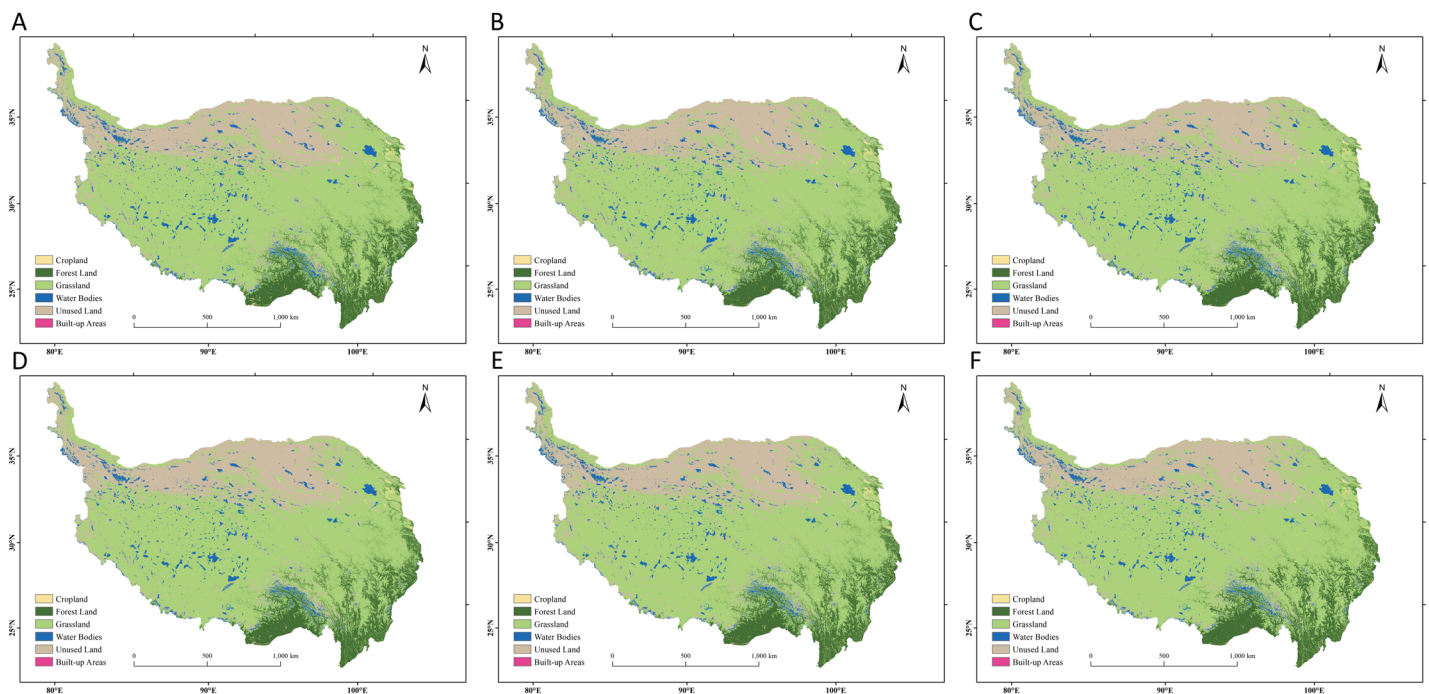 A
N
35°N
30°N
25°N
Cropland
Forest Land
Grassland
Water Bodies
Unused Land
Built-up Areas
0 500 1,000 km
80°E 90°E 100°E
B
N
35°N
30°N
25°N
Cropland
Forest Land
Grassland
Water Bodies
Unused Land
Built-up Areas
0 500 1,000 km
80°E 90°E 100°E
C
N
35°N
30°N
25°N
Cropland
Forest Land
Grassland
Water Bodies
Unused Land
Built-up Areas
0 500 1,000 km
80°E 90°E 100°E
D
N
35°N
30°N
25°N
Cropland
Forest Land
Grassland
Water Bodies
Unused Land
Built-up Areas
0 500 1,000 km
80°E 90°E 100°E
E
N
35°N
30°N
25°N
Cropland
Forest Land
Grassland
Water Bodies
Unused Land
Built-up Areas
0 500 1,000 km
80°E 90°E 100°E
F
N
35°N
30°N
25°N
Cropland
Forest Land
Grassland
Water Bodies
Unused Land
Built-up Areas
0 500 1,000 km
80°E 90°E 100°E